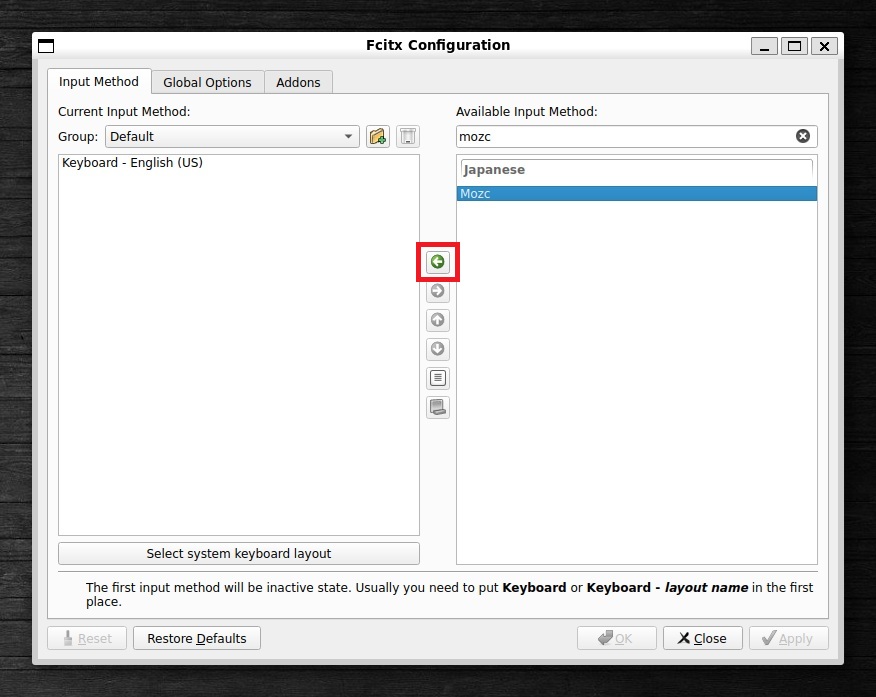 Fcitx Configuration
Input Method
Global Options
Addons
Current Input Method:
Group:
Default
Keyboard - English (US)
Available Input Method:
mozc
Japanese
Mozc
Select system keyboard layout
The first input method will be inactive state. Usually you need to put Keyboard or Keyboard - layout name in the first
place.
Reset
Restore Defaults
OK
Close
Apply